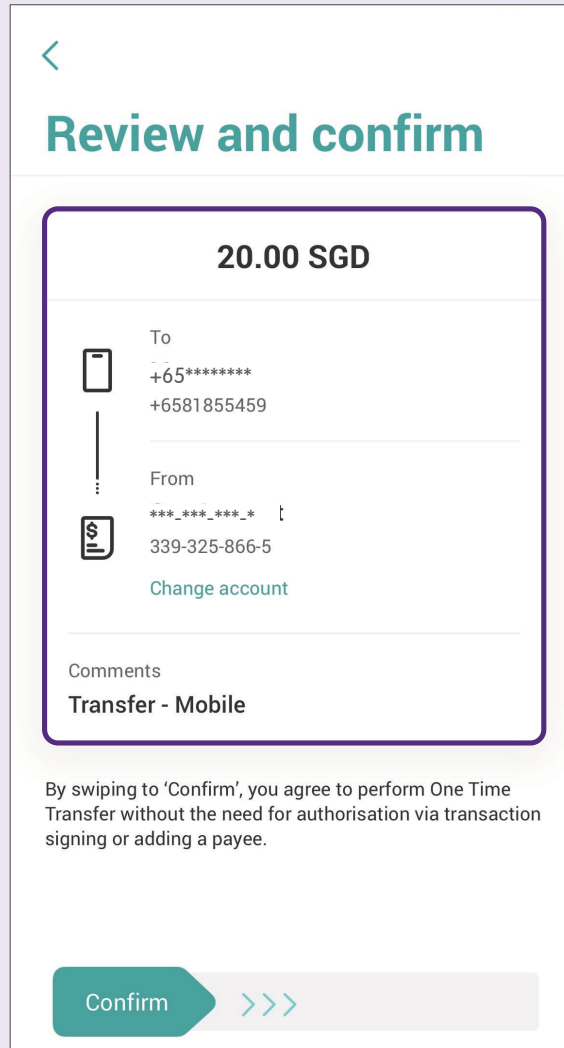 Review and confirm
20.00 SGD
To
+65********
+6581855459
From
***-***-***-* t
339-325-866-5
Change account
Comments
Transfer - Mobile
By swiping to ‘Confirm’, you agree to perform One Time
Transfer without the need for authorisation via transaction
signing or adding a payee.
Confirm